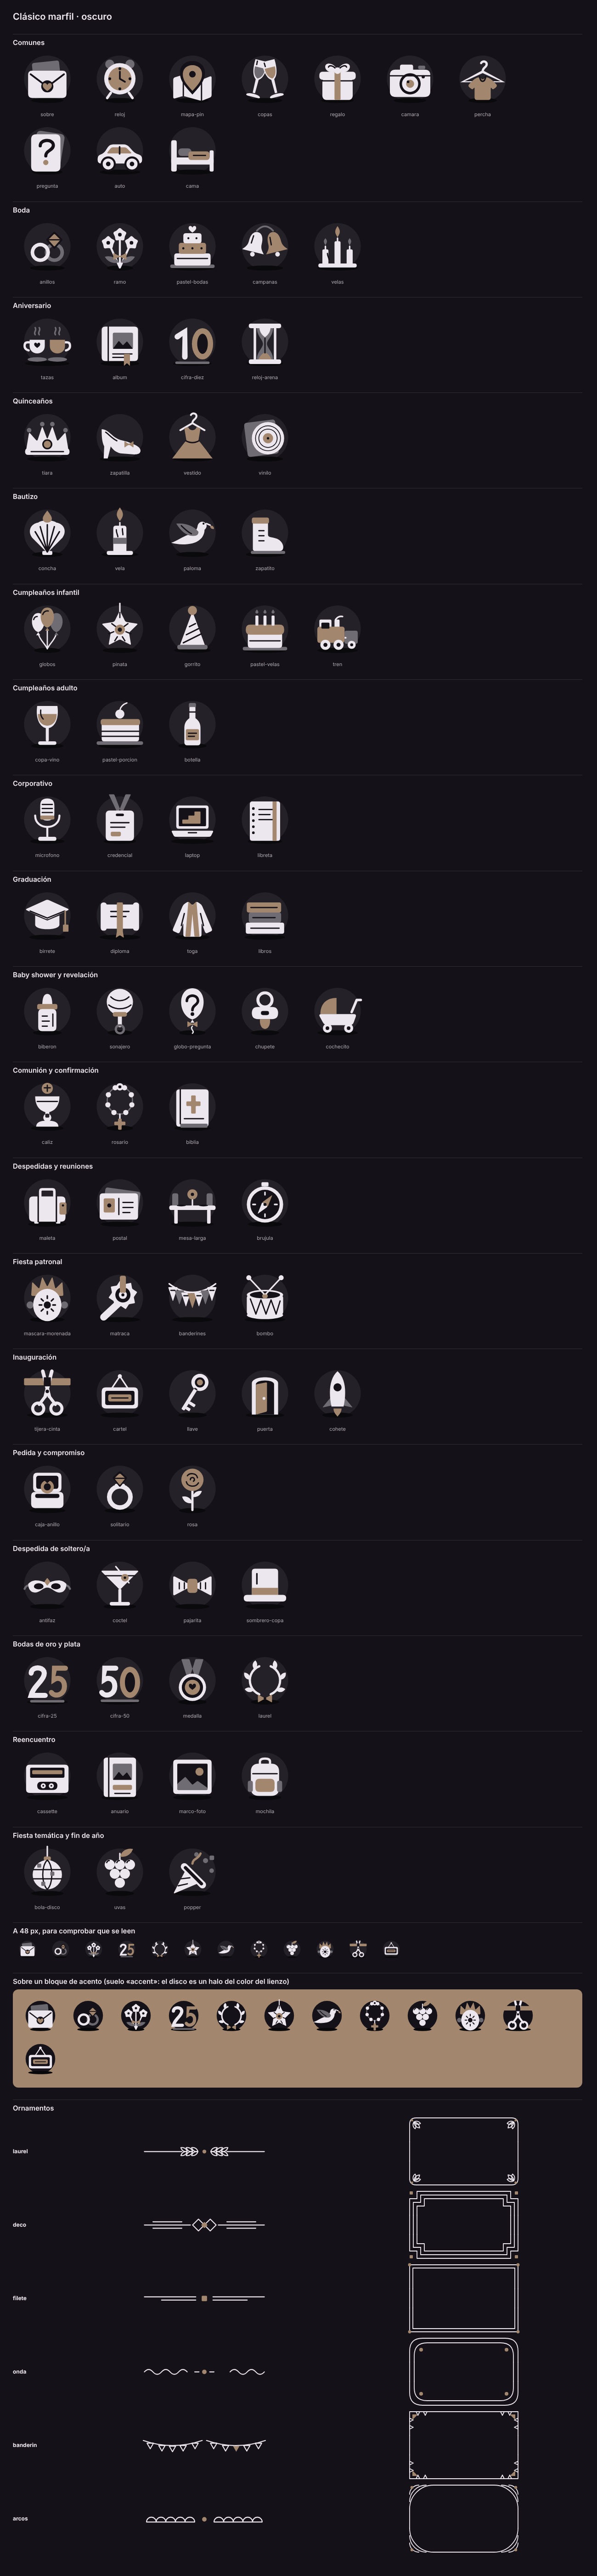 Clásico marfil · oscuro
Comunes
sobre reloj mapa-pin copas regalo camara percha
pregunta auto cama
Boda
anillos ramo pastel-bodas campanas velas
Aniversario
10
tazas album cifra-diez reloj-arena
Quinceaños
tiara zapatilla vestido vinilo
Bautizo
concha vela paloma zapatito
Cumpleaños infantil
globos pinata gorrito pastel-velas tren
Cumpleaños adulto
copa-vino pastel-porcion botella
Corporativo
microfono credencial laptop libreta
Graduación
birrete diploma toga libros
Baby shower y revelación
biberon sonajero globo-pregunta chupete cochecito
Comunión y confirmación
caliz rosario biblia
Despedidas y reuniones
maleta postal mesa-larga brujula
Fiesta patronal
mascara-morenada matraca banderines bombo
Inauguración
tijera-cinta cartel llave puerta cohete
Pedida y compromiso
caja-anillo solitario rosa
Despedida de soltero/a
antifaz coctel pajarita sombrero-copa
Bodas de oro y plata
25 50
cifra-25 cifra-50 medalla laurel
Reencuentro
cassette anuario marco-foto mochila
Fiesta temática y fin de año
bola-disco uvas popper
A 48 px, para comprobar que se leen
25
Sobre un bloque de acento (suelo «accent»: el disco es un halo del color del lienzo)
25
Ornamentos
laurel
deco
filete
onda
banderin
arcos